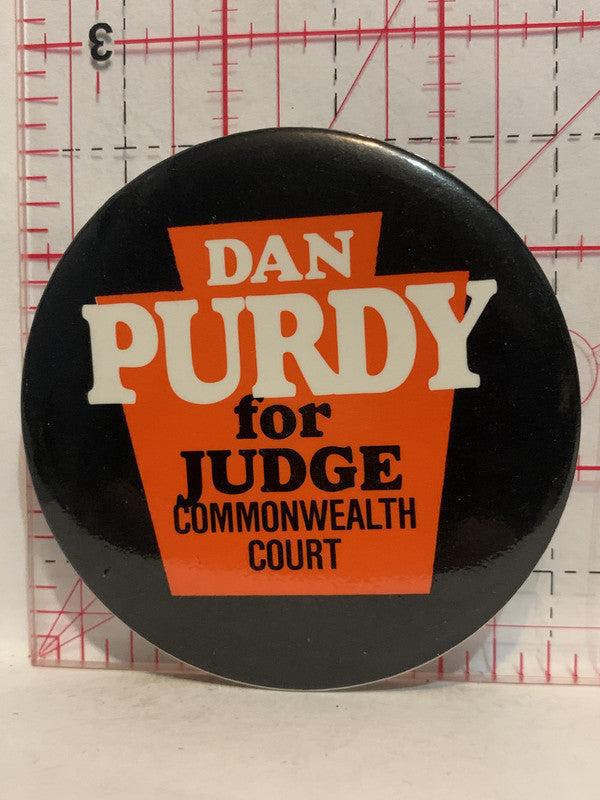 3
DAN
PURDY
for
JUDGE
COMMONWEALTH
COURT